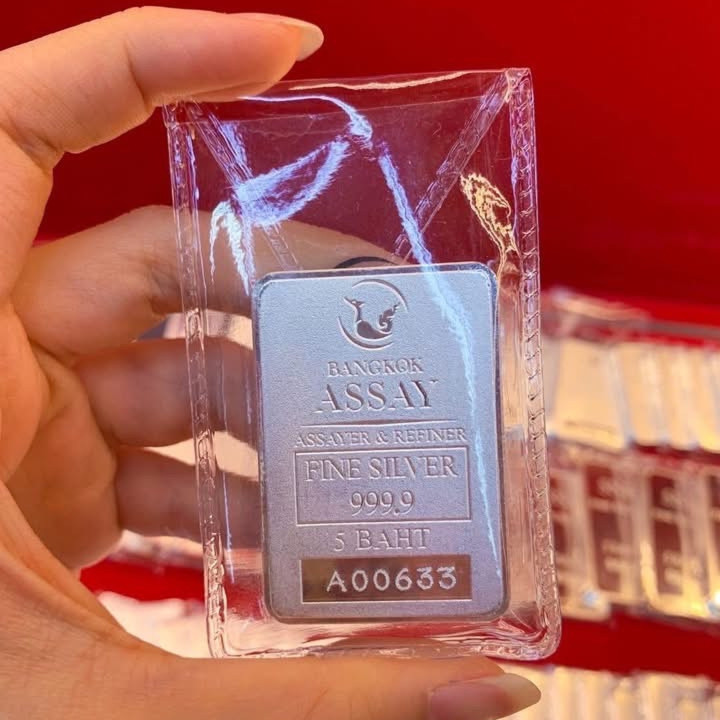 BANGKOK
ASSAY
ASSAYER & REFINER
FINE SILVER
999.9
5 BAHT
A00633